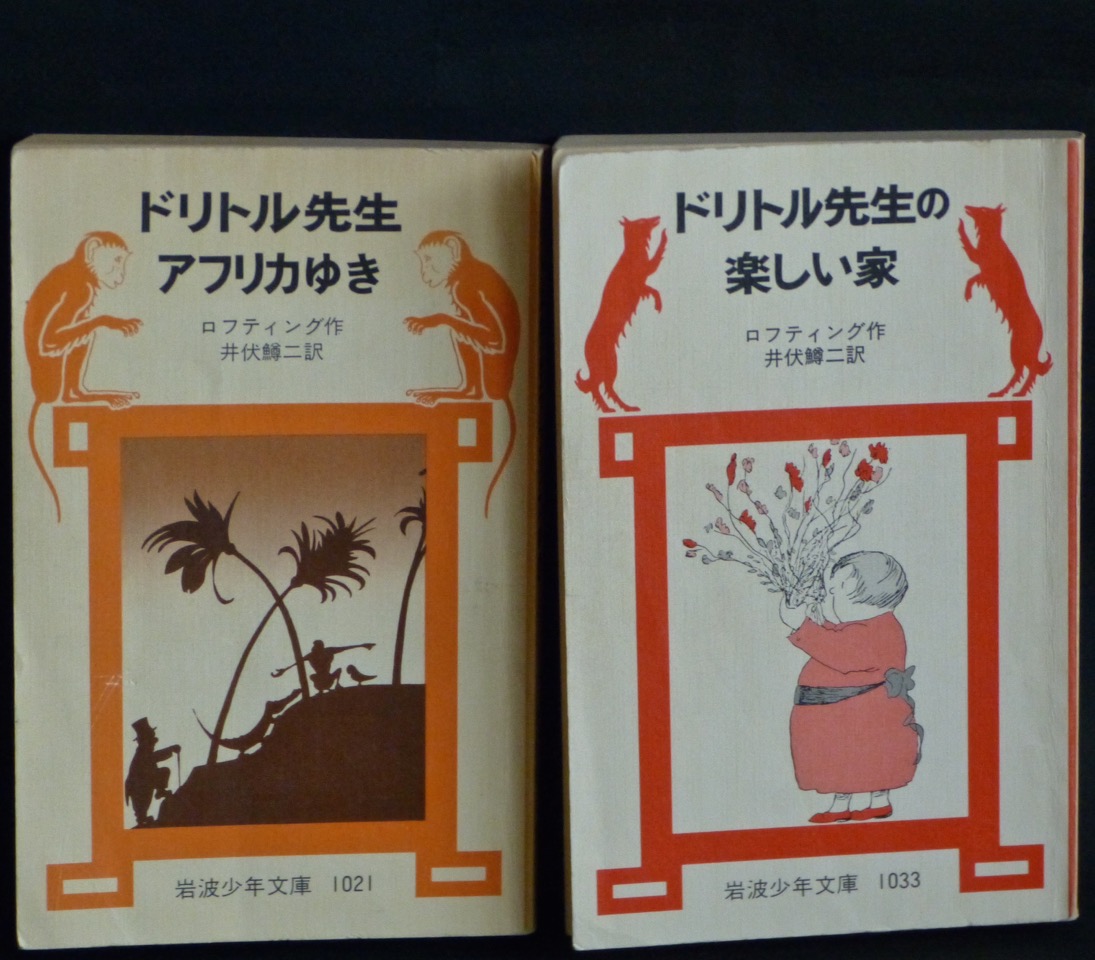 ドリトル先生
アフリカゆき
ロフティング作
井伏鱒二訳
岩波少年文庫 1021
ドリトル先生の
楽しい家
ロフティング作
井伏鱒二訳
岩波少年文庫 1033